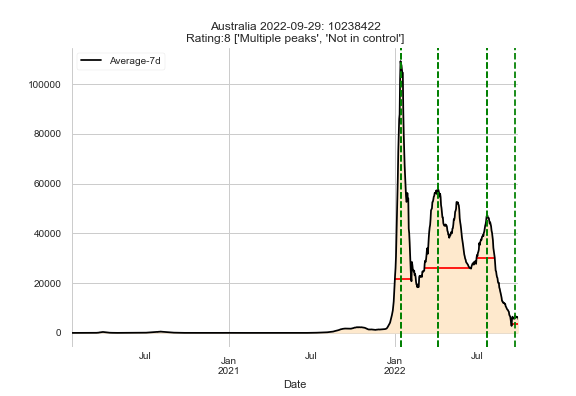 Australia 2022-09-29: 10238422
Rating:8 ['Multiple peaks', 'Not in control']
Average-7d
100000
80000
60000
40000
20000
0
Jul
Jan
2021
Jul
Jan
2022
Jul
Date